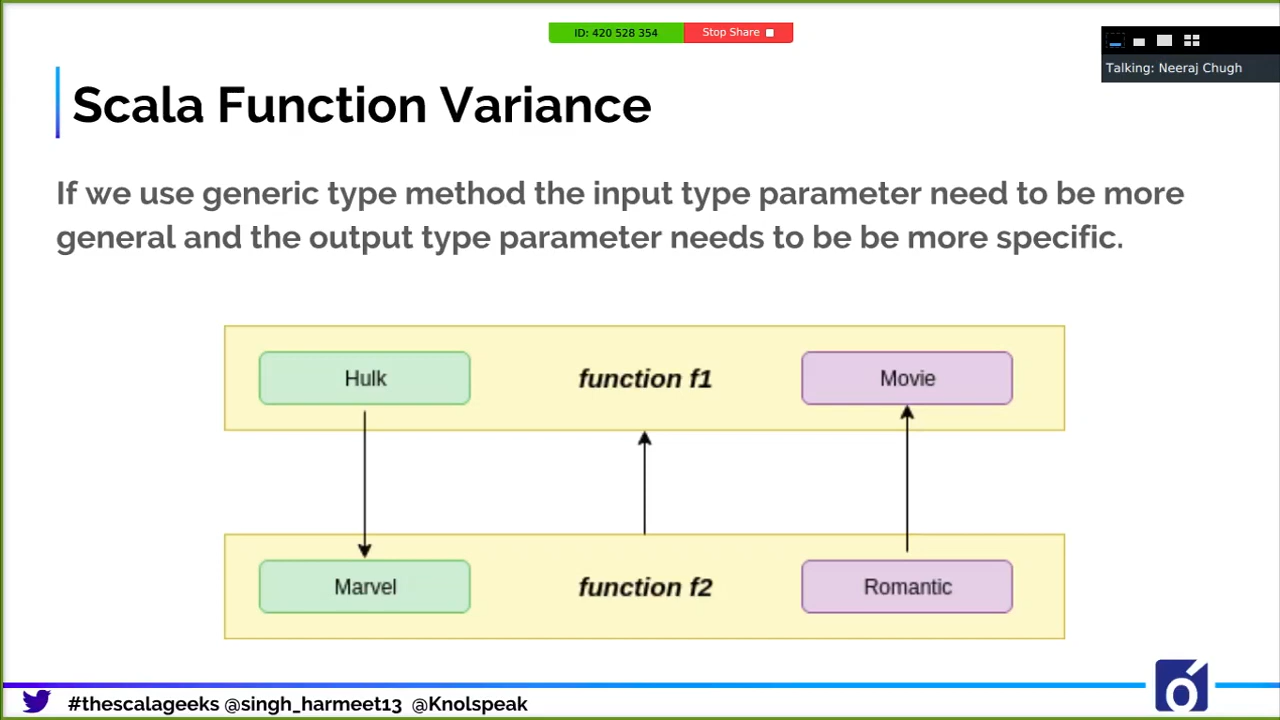 ID: 420 528 354 Stop Share
Talking: Neeraj Chugh
Scala Function Variance
If we use generic type method the input type parameter need to be more
general and the output type parameter needs to be be more specific.
Hulk function f1 Movie
Marvel function f2 Romantic
#thescalageeks @singh_harmeet13 @Knolspeak